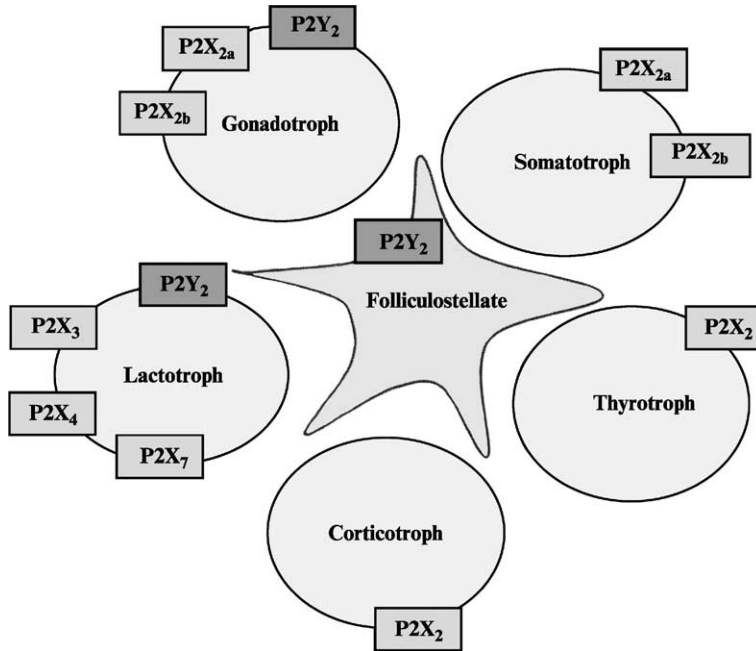 P2Y₂
P2X₂ₐ
P2X₂b
Gonadotroph
P2X₂ₐ
P2X₂b
Somatotroph
P2Y₂
Folliculostellate
P2Y₂
P2X₃
Lactotroph
P2X₄
P2X₇
P2X₂
Thyrotroph
Corticotroph
P2X₂